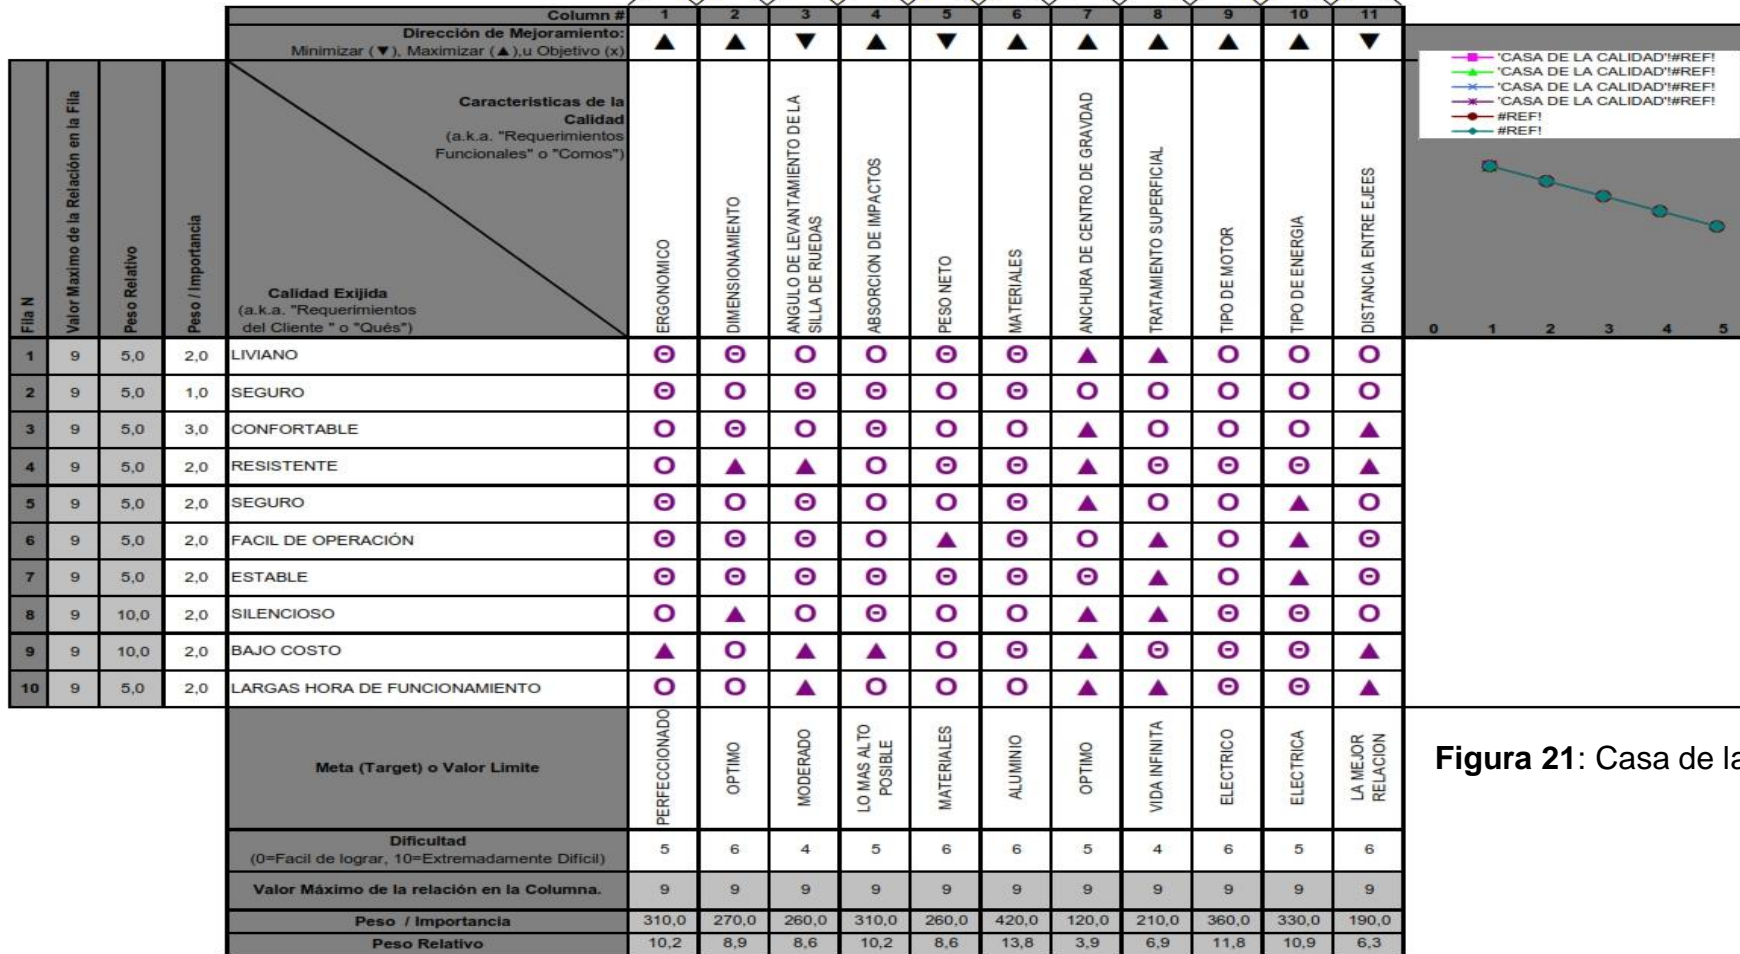 Column # 1 2 3 4 5 6 7 8 9 10 11
Dirección de Mejoramiento:
Minimizar (▼), Maximizar (▲),u Objetivo (x) ▲ ▲ ▼ ▲ ▼ ▲ ▲ ▲ ▲ ▲ ▼
Fila N
Valor Maximo de la Relación en la Fila
Peso Relativo
Peso / Importancia
Caracteristicas de la
Calidad
(a.k.a. "Requerimientos
Funcionales" o "Comos")
Calidad Exijida
(a.k.a. "Requerimientos
del Cliente " o "Qués")
ERGONOMICO
DIMENSIONAMIENTO
ANGULO DE LEVANTAMIENTO DE LA
SILLA DE RUEDAS
ABSORCION DE IMPACTOS
PESO NETO
MATERIALES
ANCHURA DE CENTRO DE GRAVDAD
TRATAMIENTO SUPERFICIAL
TIPO DE MOTOR
TIPO DE ENERGIA
DISTANCIA ENTRE EJEES
'CASA DE LA CALIDAD'!#REF!
'CASA DE LA CALIDAD'!#REF!
'CASA DE LA CALIDAD'!#REF!
'CASA DE LA CALIDAD'!#REF!
#REF!
#REF!
0 1 2 3 4 5
1 9 5,0 2,0 LIVIANO Θ Θ Ο Ο Θ Θ ▲ ▲ Ο Ο Ο
2 9 5,0 1,0 SEGURO Θ Ο Θ Θ Ο Θ Ο Ο Ο Ο Ο
3 9 5,0 3,0 CONFORTABLE Ο Θ Ο Θ Ο Ο ▲ Ο Ο Ο ▲
4 9 5,0 2,0 RESISTENTE Ο ▲ ▲ Ο Θ Θ ▲ Θ Θ Θ ▲
5 9 5,0 2,0 SEGURO Θ Ο Θ Ο Ο Θ ▲ Ο Ο ▲ Ο
6 9 5,0 2,0 FACIL DE OPERACIÓN Θ Θ Θ Ο ▲ Θ Ο ▲ Ο ▲ Θ
7 9 5,0 2,0 ESTABLE Θ Θ Θ Θ Θ Θ Θ ▲ Ο ▲ Θ
8 9 10,0 2,0 SILENCIOSO Ο ▲ Ο Θ Ο Ο ▲ ▲ Θ Θ Ο
9 9 10,0 2,0 BAJO COSTO ▲ Ο ▲ ▲ Ο Θ ▲ Θ Θ Θ ▲
10 9 5,0 2,0 LARGAS HORA DE FUNCIONAMIENTO Ο Ο ▲ Ο Ο Ο ▲ ▲ Θ Θ ▲
Meta (Target) o Valor Limite
PERFECCIONADO
OPTIMO
MODERADO
LO MAS ALTO
POSIBLE
MATERIALES
ALUMINIO
OPTIMO
VIDA INFINITA
ELECTRICO
ELECTRICA
LA MEJOR
RELACION
Figura 21: Casa de la
Dificultad
(0=Facil de lograr, 10=Extremadamente Difícil) 5 6 4 5 6 6 5 4 6 5 6
Valor Máximo de la relación en la Columna. 9 9 9 9 9 9 9 9 9 9 9
Peso / Importancia 310,0 270,0 260,0 310,0 260,0 420,0 120,0 210,0 360,0 330,0 190,0
Peso Relativo 10,2 8,9 8,6 10,2 8,6 13,8 3,9 6,9 11,8 10,9 6,3